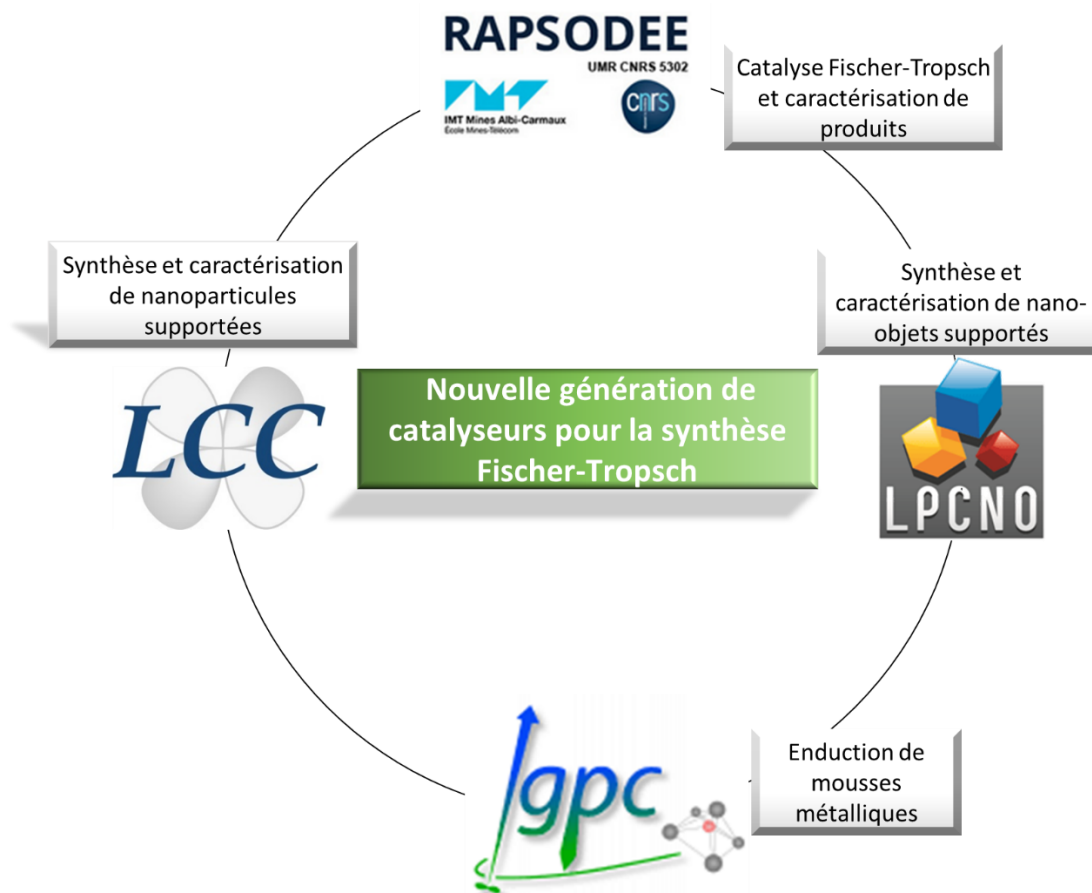 RAPSODEE
UMR CNRS 5302
IMT Mines Albi-Carmaux
École Mines-Télécom
cnrs
Catalyse Fischer-Tropsch
et caractérisation de
produits
Synthèse et caractérisation
de nanoparticules
supportées
Synthèse et
caractérisation de nano-
objets supportés
LCC
Nouvelle génération de
catalyseurs pour la synthèse
Fischer-Tropsch
LPCNO
lgpc
Enduction de
mousses
métalliques